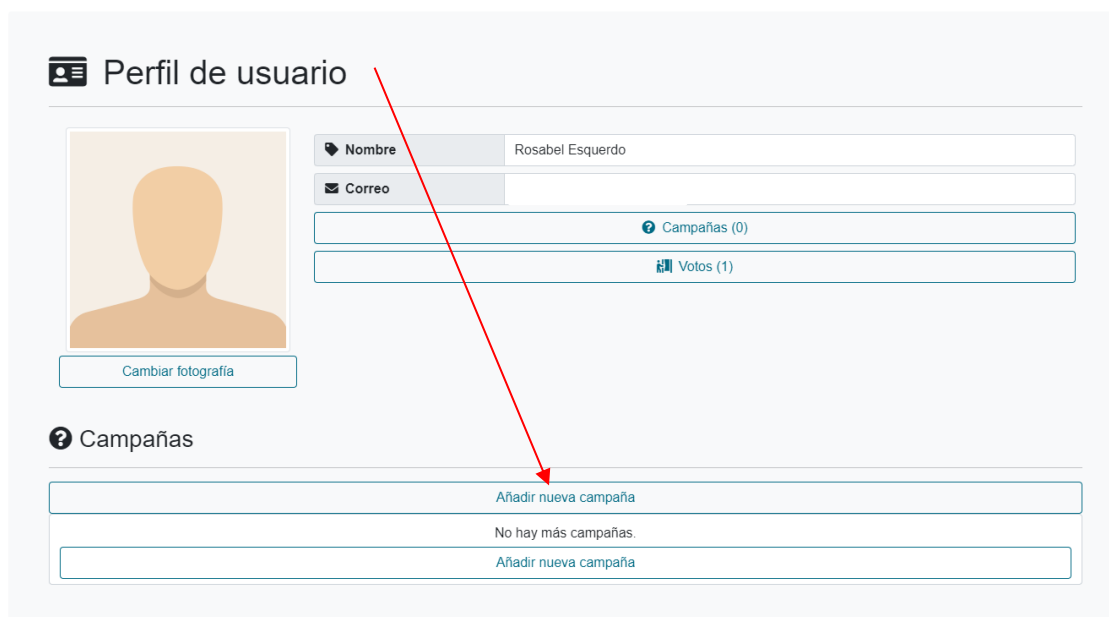 Perfil de usuario
Nombre Rosabel Esquerdo
Correo
Campañas (0)
Votos (1)
Cambiar fotografía
Campañas
Añadir nueva campaña
No hay más campañas.
Añadir nueva campaña